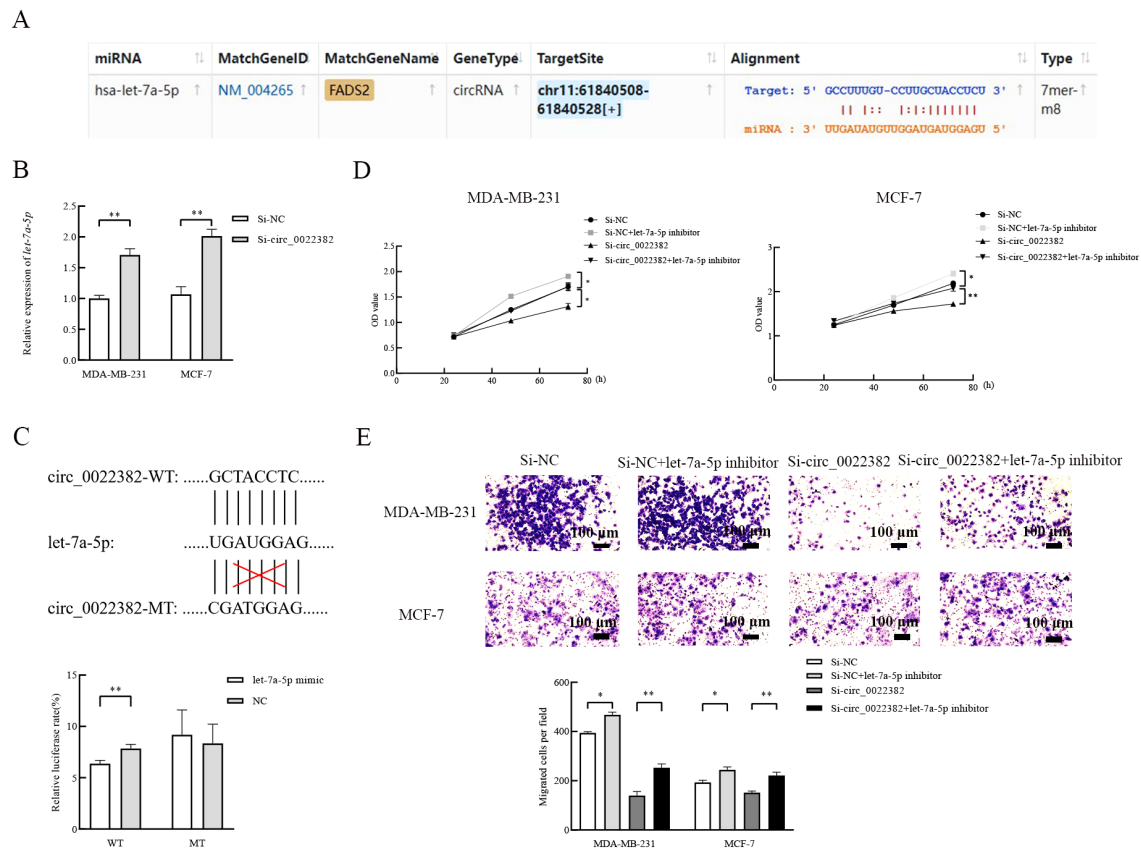 A
miRNA MatchGeneID MatchGeneName GeneType TargetSite Alignment Type
hsa-let-7a-5p NM_004265 FADS2 circRNA chr11:61840508-61840528[+] Target: 5' GCCUUUGU-CCUUGCUACCUCU 3' 7mer-m8
miRNA : 3' UUGAUAUGUUGGAUGAUGGAGU 5'
B
Relative expression of let-7a-5p
2.5
2.0
1.5
1.0
0.5
0.0
**
**
Si-NC
Si-circ_0022382
MDA-MB-231 MCF-7
D
MDA-MB-231
Si-NC
Si-NC+let-7a-5p inhibitor
Si-circ_0022382
Si-circ_0022382+let-7a-5p inhibitor
OD value
2.5
2.0
1.5
1.0
0.5
0.0
*
*
0 20 40 60 80 (h)
MCF-7
Si-NC
Si-NC+let-7a-5p inhibitor
Si-circ_0022382
Si-circ_0022382+let-7a-5p inhibitor
OD value
3
2
1
0
*
**
0 20 40 60 80 (h)
C
circ_0022382-WT: ......GCTACCTC......
let-7a-5p: ......UGAUGGAG......
circ_0022382-MT: ......CGATGGAG......
Relative luciferase rate(%)
15
10
5
0
**
let-7a-5p mimic
NC
WT MT
E
Si-NC Si-NC+let-7a-5p inhibitor Si-circ_0022382 Si-circ_0022382+let-7a-5p inhibitor
MDA-MB-231
100 μm 100 μm 100 μm 100 μm
MCF-7
100 μm 100 μm 100 μm 100 μm
Si-NC
Si-NC+let-7a-5p inhibitor
Si-circ_0022382
Si-circ_0022382+let-7a-5p inhibitor
Migrated cells per field
600
400
200
0
* ** * **
MDA-MB-231 MCF-7